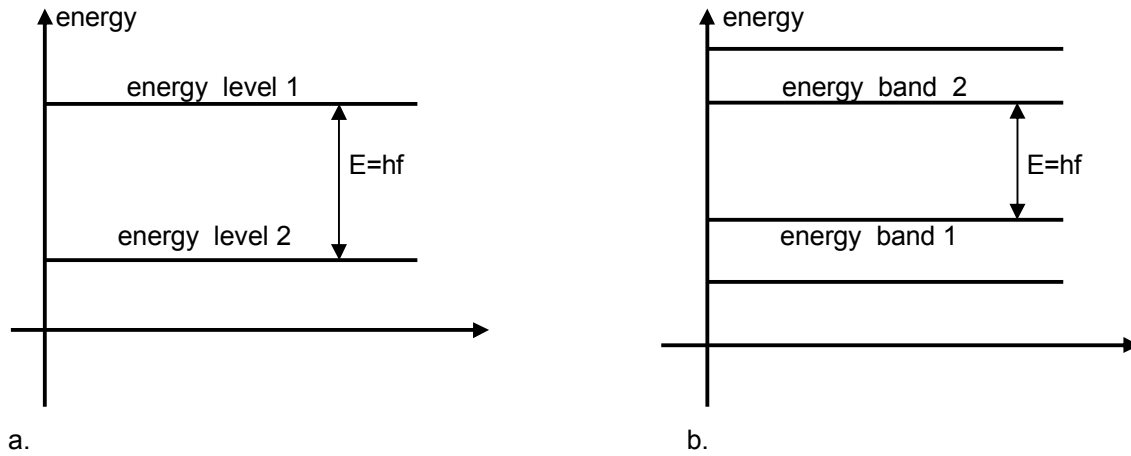 energy
energy level 1
E=hf
energy level 2
a.
energy
energy band 2
E=hf
energy band 1
b.